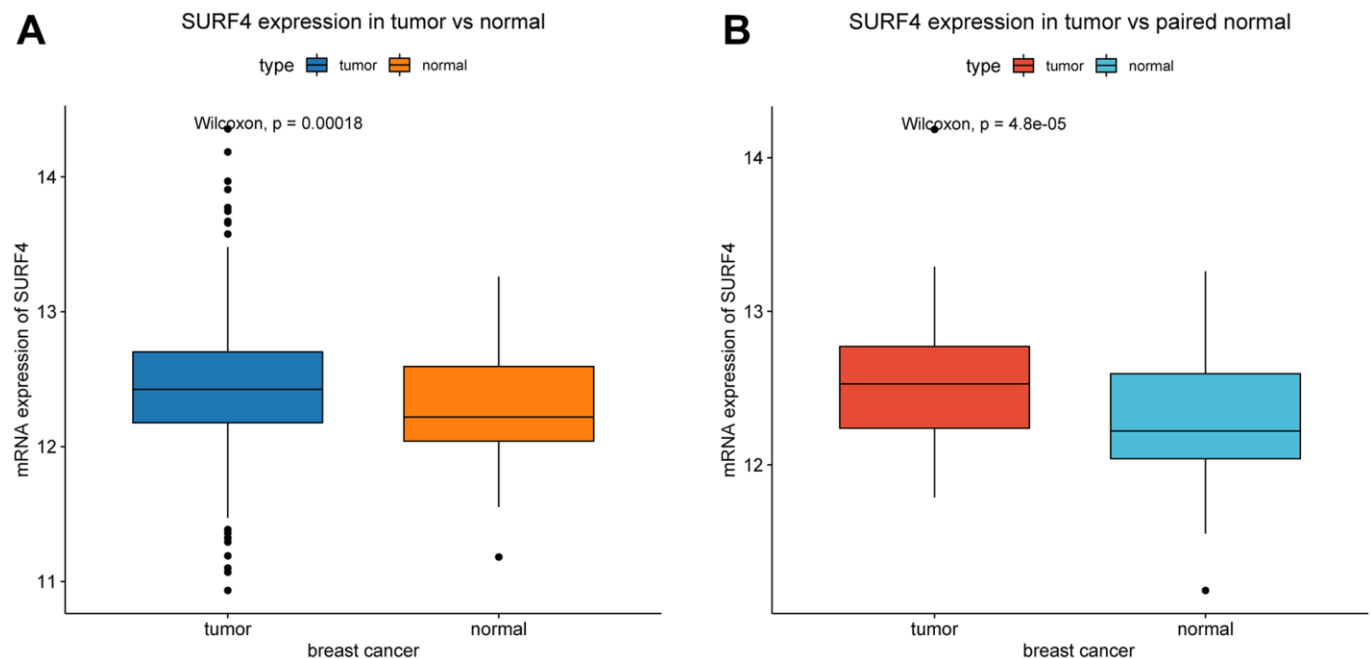 A
SURF4 expression in tumor vs normal
type tumor normal
Wilcoxon, p = 0.00018
mRNA expression of SURF4
14
13
12
11
tumor normal
breast cancer
B
SURF4 expression in tumor vs paired normal
type tumor normal
Wilcoxon, p = 4.8e-05
mRNA expression of SURF4
14
13
12
tumor normal
breast cancer